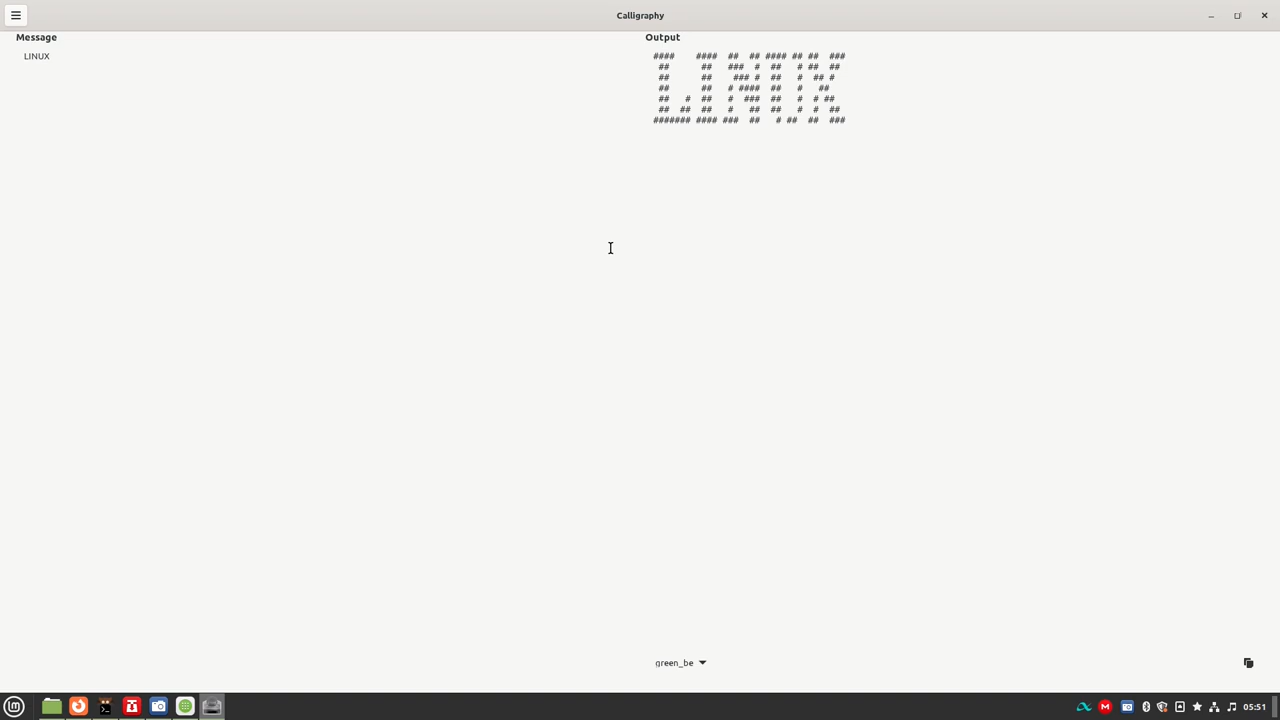 Calligraphy
Message
LINUX
Output
####    ####  ##  ## #### ## ##  ###
 ##      ##   ###  #  ##   # ##  ##
 ##      ##    ### #  ##   #  ## #
 ##      ##   # ####  ##   #   ##
 ##   #  ##   #  ###  ##   #  # ##
 ##  ##  ##   #   ##  ##   #  #  ##
####### #### ###  ##   # ##  ##  ###
green_be
05:51